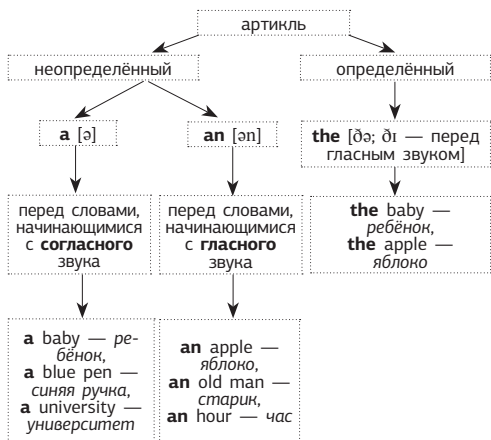 артикль
неопределённый
определённый
a [ə]
an [ən]
the [ðə; ðɪ — перед
гласным звуком]
перед словами,
начинающимися
с согласного
звука
перед словами,
начинающимися
с гласного
звука
the baby —
ребёнок,
the apple —
яблоко
a baby — ре-
бёнок,
a blue pen —
синяя ручка,
a university —
университет
an apple —
яблоко,
an old man —
старик,
an hour — час